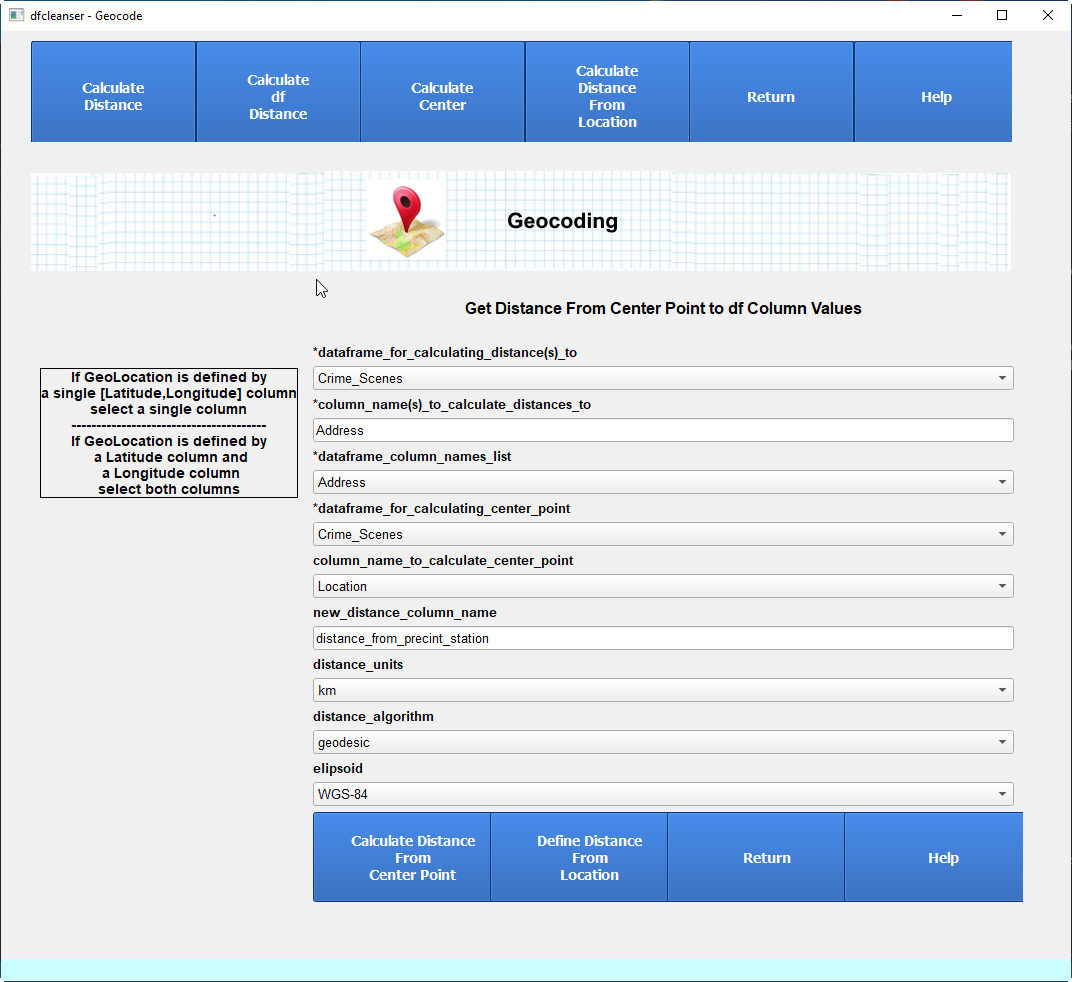 dfcleanser - Geocode
Calculate
Distance
Calculate
df
Distance
Calculate
Center
Calculate
Distance
From
Location
Return
Help
Geocoding
Get Distance From Center Point to df Column Values
If GeoLocation is defined by
a single [Latitude,Longitude] column
select a single column
---------------------------------------
If GeoLocation is defined by
a Latitude column and
a Longitude column
select both columns
*dataframe_for_calculating_distance(s)_to
Crime_Scenes
*column_name(s)_to_calculate_distances_to
Address
*dataframe_column_names_list
Address
*dataframe_for_calculating_center_point
Crime_Scenes
column_name_to_calculate_center_point
Location
new_distance_column_name
distance_from_precint_station
distance_units
km
distance_algorithm
geodesic
elipsoid
WGS-84
Calculate Distance
From
Center Point
Define Distance
From
Location
Return
Help